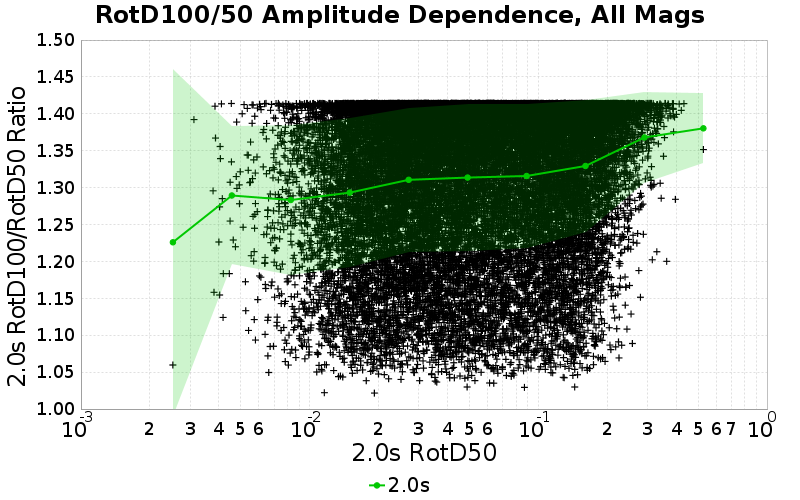 RotD100/50 Amplitude Dependence, All Mags
2.0s RotD100/RotD50 Ratio
1.50
1.45
1.40
1.35
1.30
1.25
1.20
1.15
1.10
1.05
1.00
10-3 2 3 4 5 6 10-2 2 3 4 5 6 10-1 2 3 4 5 6 7 100
2.0s RotD50
2.0s